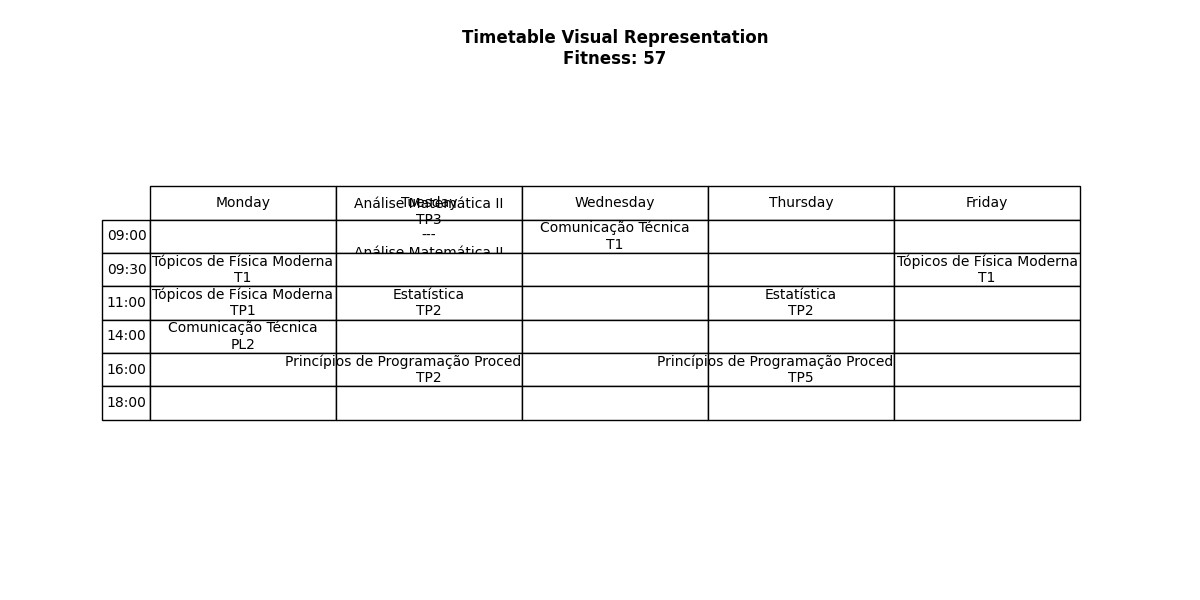 Timetable Visual Representation
Fitness: 57
Monday
Tuesday
Wednesday
Thursday
Friday
09:00
Análise Matemática II
TP3
---
Análise Matemática II
Comunicação Técnica
T1
09:30
Tópicos de Física Moderna
T1
Tópicos de Física Moderna
T1
11:00
Tópicos de Física Moderna
TP1
Estatística
TP2
Estatística
TP2
14:00
Comunicação Técnica
PL2
16:00
Princípios de Programação Proced
TP2
Princípios de Programação Proced
TP5
18:00